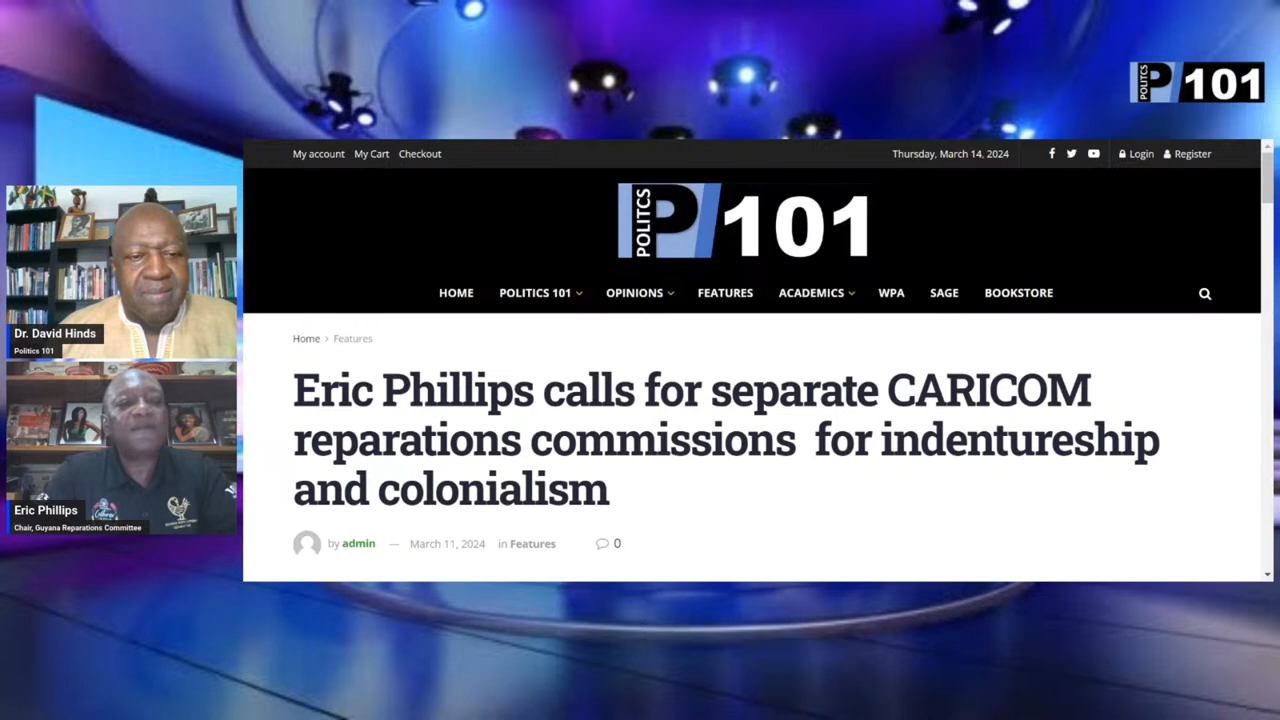 POLITCS P 101
My account My Cart Checkout
Thursday, March 14, 2024
Login Register
POLITCS P 101
HOME POLITICS 101 OPINIONS FEATURES ACADEMICS WPA SAGE BOOKSTORE
Home > Features
Eric Phillips calls for separate CARICOM
reparations commissions for indentureship
and colonialism
by admin — March 11, 2024 in Features 0
Dr. David Hinds
Politics 101
Eric Phillips
Chair, Guyana Reparations Committee